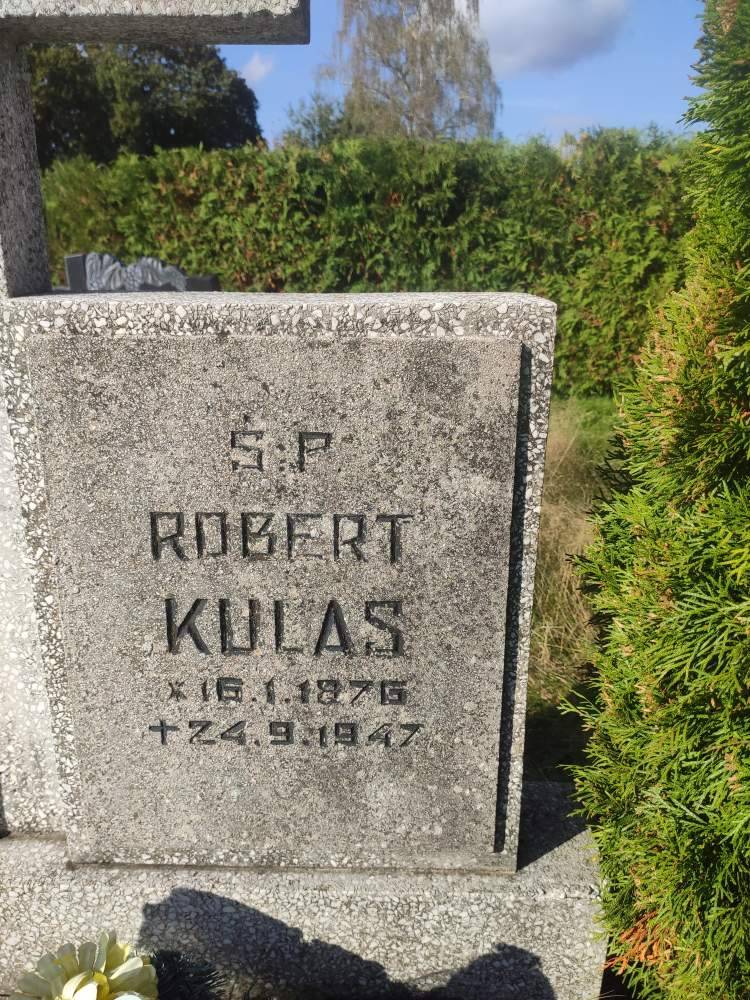 Ś.P.
ROBERT
KULAS
* 16.1.1876
+ 24.9.1947